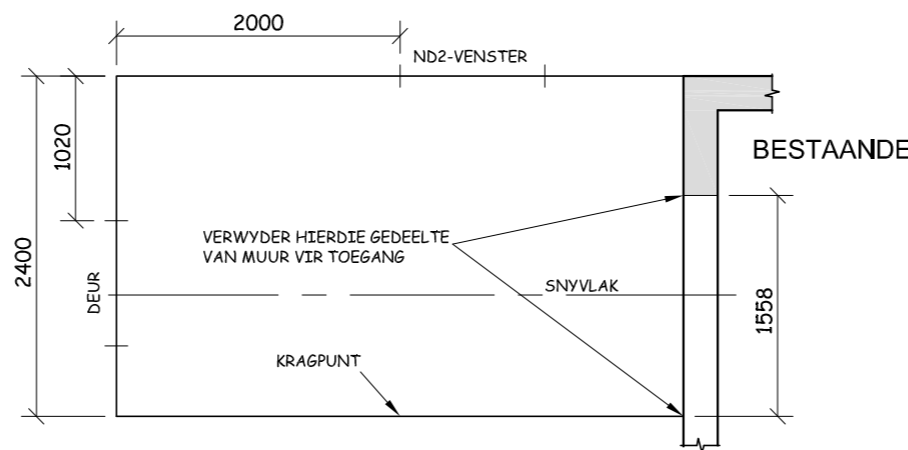 2000
ND2-VENSTER
1020
BESTAANDE
2400
VERWYDER HIERDIE GEDEELTE
VAN MUUR VIR TOEGANG
DEUR
SNYVLAK
1558
KRAGPUNT